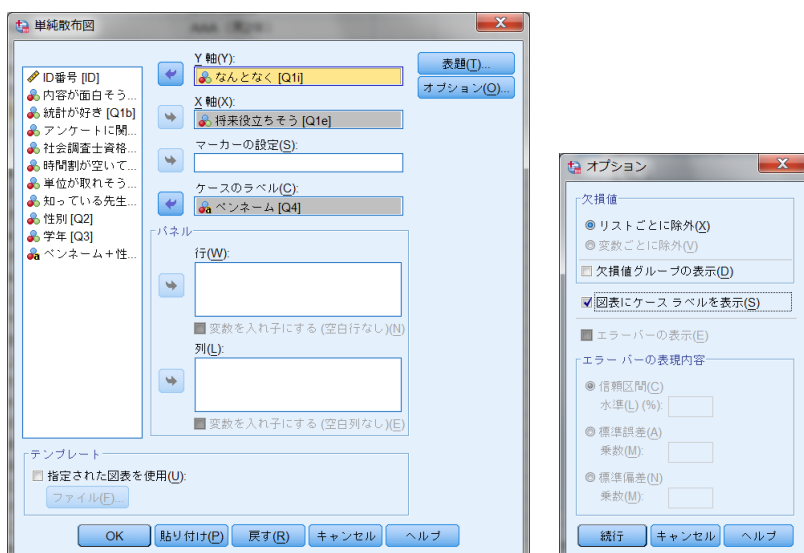 単純散布図
ID番号 [ID]
内容が面白そう...
統計が好き [Q1b]
アンケートに関...
社会調査士資格...
時間割が空いて...
単位が取れそう...
知っている先生...
性別 [Q2]
学年 [Q3]
ペンネーム+性...
Y 軸(Y):
なんとなく [Q1i]
X 軸(X):
将来役立ちそう [Q1e]
マーカーの設定(S):
ケースのラベル(C):
ペンネーム [Q4]
パネル
行(W):
変数を入れ子にする (空白行なし)(N)
列(L):
変数を入れ子にする (空白列なし)(E)
表題(T)...
オプション(O)...
テンプレート
指定された図表を使用(U):
ファイル(F)...
OK
貼り付け(P)
戻す(R)
キャンセル
ヘルプ
オプション
欠損値
リストごとに除外(X)
変数ごとに除外(V)
欠損値グループの表示(D)
図表にケース ラベルを表示(S)
エラーバーの表示(E)
エラー バーの表現内容
信頼区間(C)
水準(L) (%):
標準誤差(A)
乗数(M):
標準偏差(N)
乗数(M):
続行
キャンセル
ヘルプ